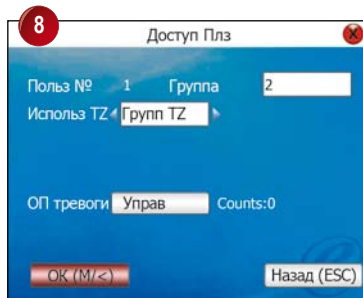 8
Доступ Плз
Польз № 1 Группа 2
Использ TZ Групп TZ
ОП тревоги Управ Counts:0
OK (M/<) Назад (ESC)